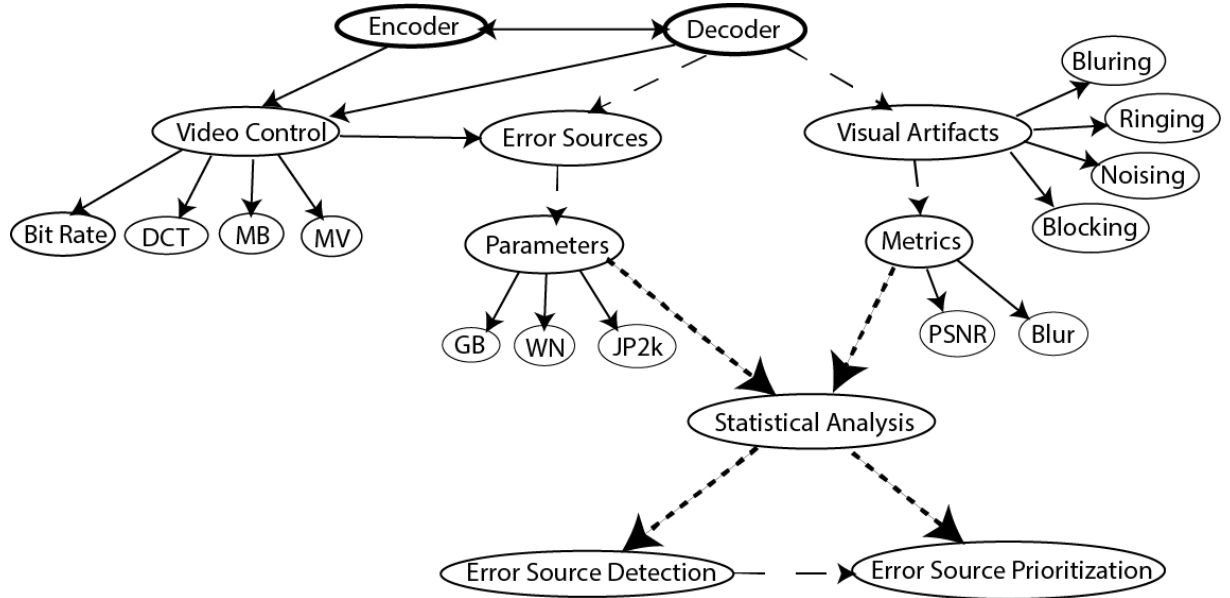 Encoder
Decoder
Bluring
Ringing
Video Control
Error Sources
Visual Artifacts
Noising
Bit Rate
DCT
MB
MV
Parameters
Metrics
Blocking
GB
WN
JP2k
PSNR
Blur
Statistical Analysis
Error Source Detection
Error Source Prioritization